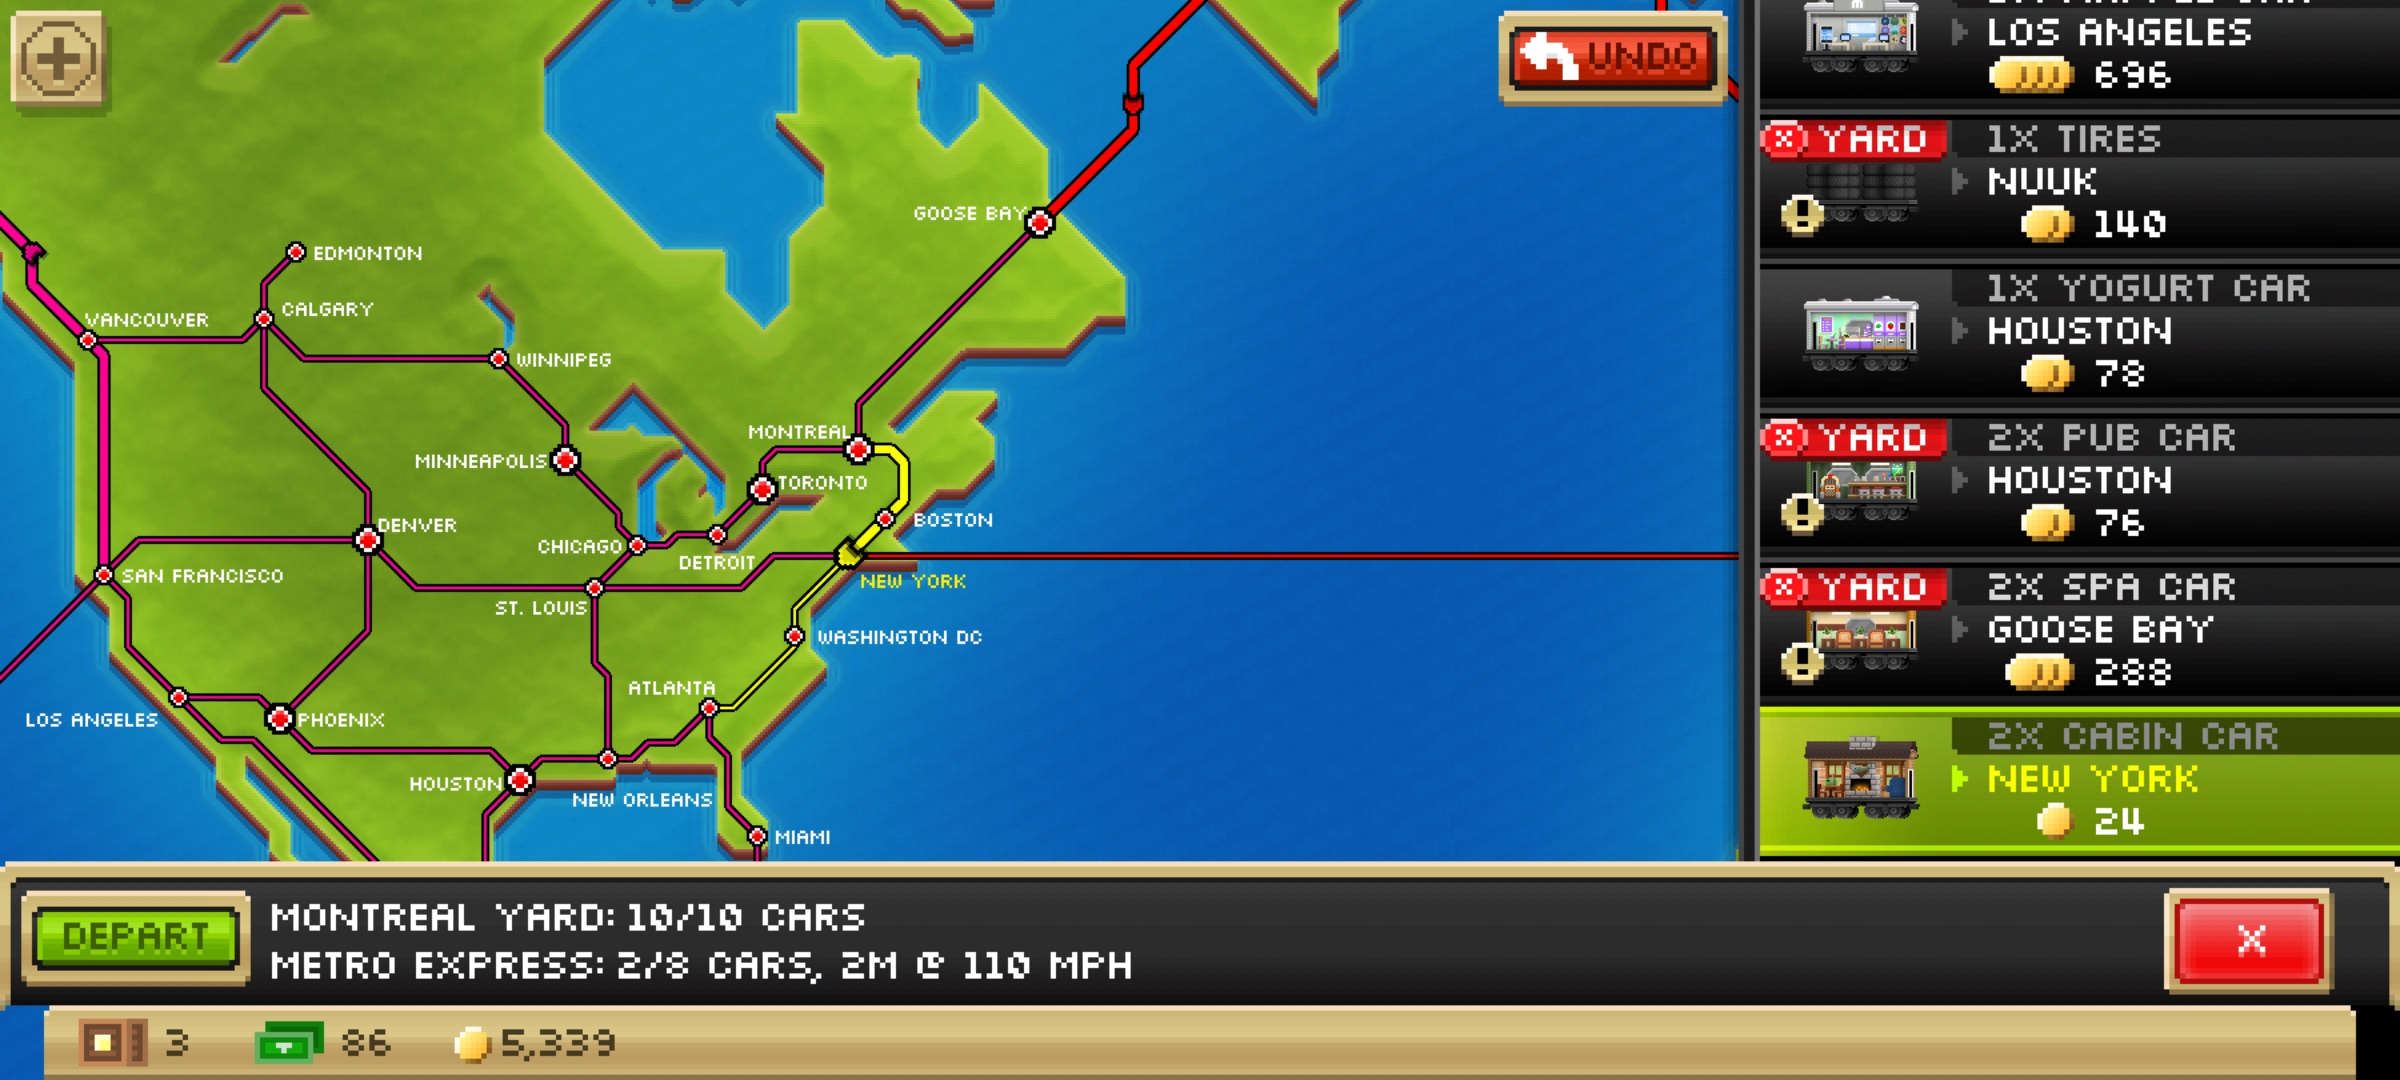 UNDO
GOOSE BAY
EDMONTON
CALGARY
VANCOUVER
WINNIPEG
MONTREAL
MINNEAPOLIS
TORONTO
BOSTON
DENVER
CHICAGO
DETROIT
SAN FRANCISCO
NEW YORK
ST. LOUIS
WASHINGTON DC
ATLANTA
LOS ANGELES
PHOENIX
HOUSTON
NEW ORLEANS
MIAMI
LOS ANGELES
696
YARD
1X TIRES
NUUK
140
1X YOGURT CAR
HOUSTON
78
YARD
2X PUB CAR
HOUSTON
76
YARD
2X SPA CAR
GOOSE BAY
288
2X CABIN CAR
NEW YORK
24
DEPART
MONTREAL YARD: 10/10 CARS
METRO EXPRESS: 2/8 CARS, 2M @ 110 MPH
X
3
86
5,339